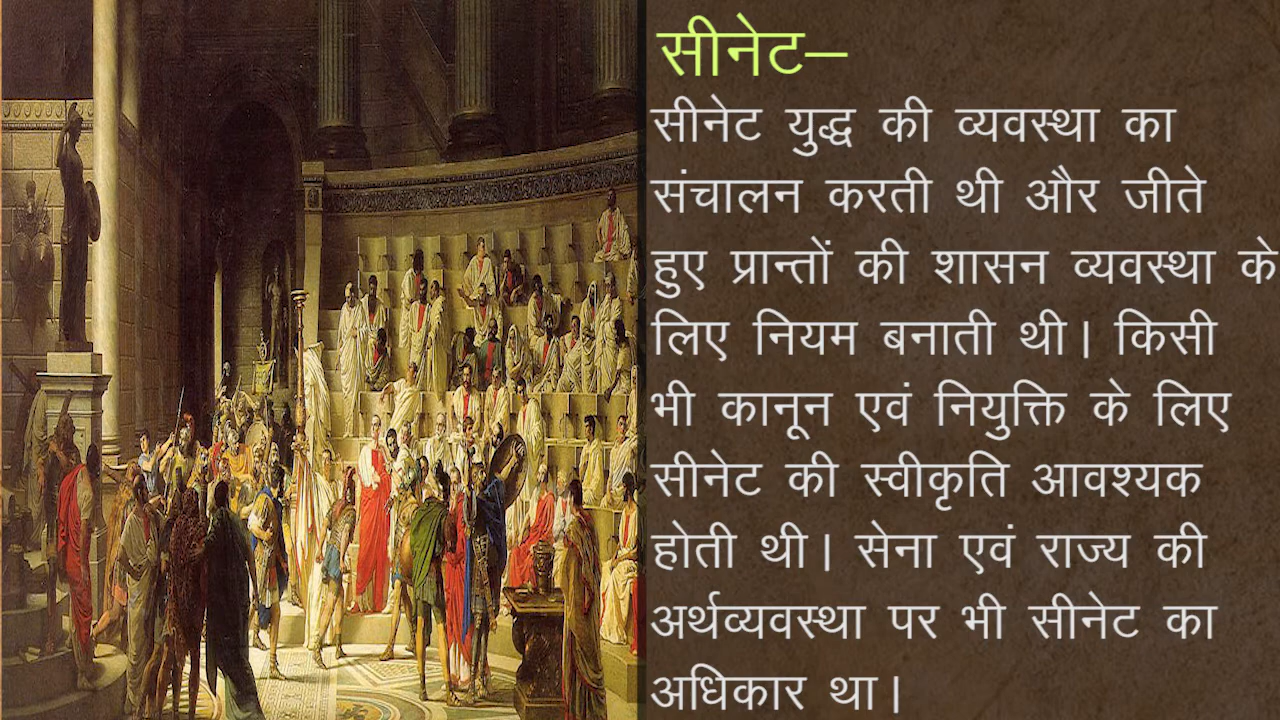 सीनेट–
सीनेट युद्ध की व्यवस्था का
संचालन करती थी और जीते
हुए प्रान्तों की शासन व्यवस्था के
लिए नियम बनाती थी। किसी
भी कानून एवं नियुक्ति के लिए
सीनेट की स्वीकृति आवश्यक
होती थी। सेना एवं राज्य की
अर्थव्यवस्था पर भी सीनेट का
अधिकार था।